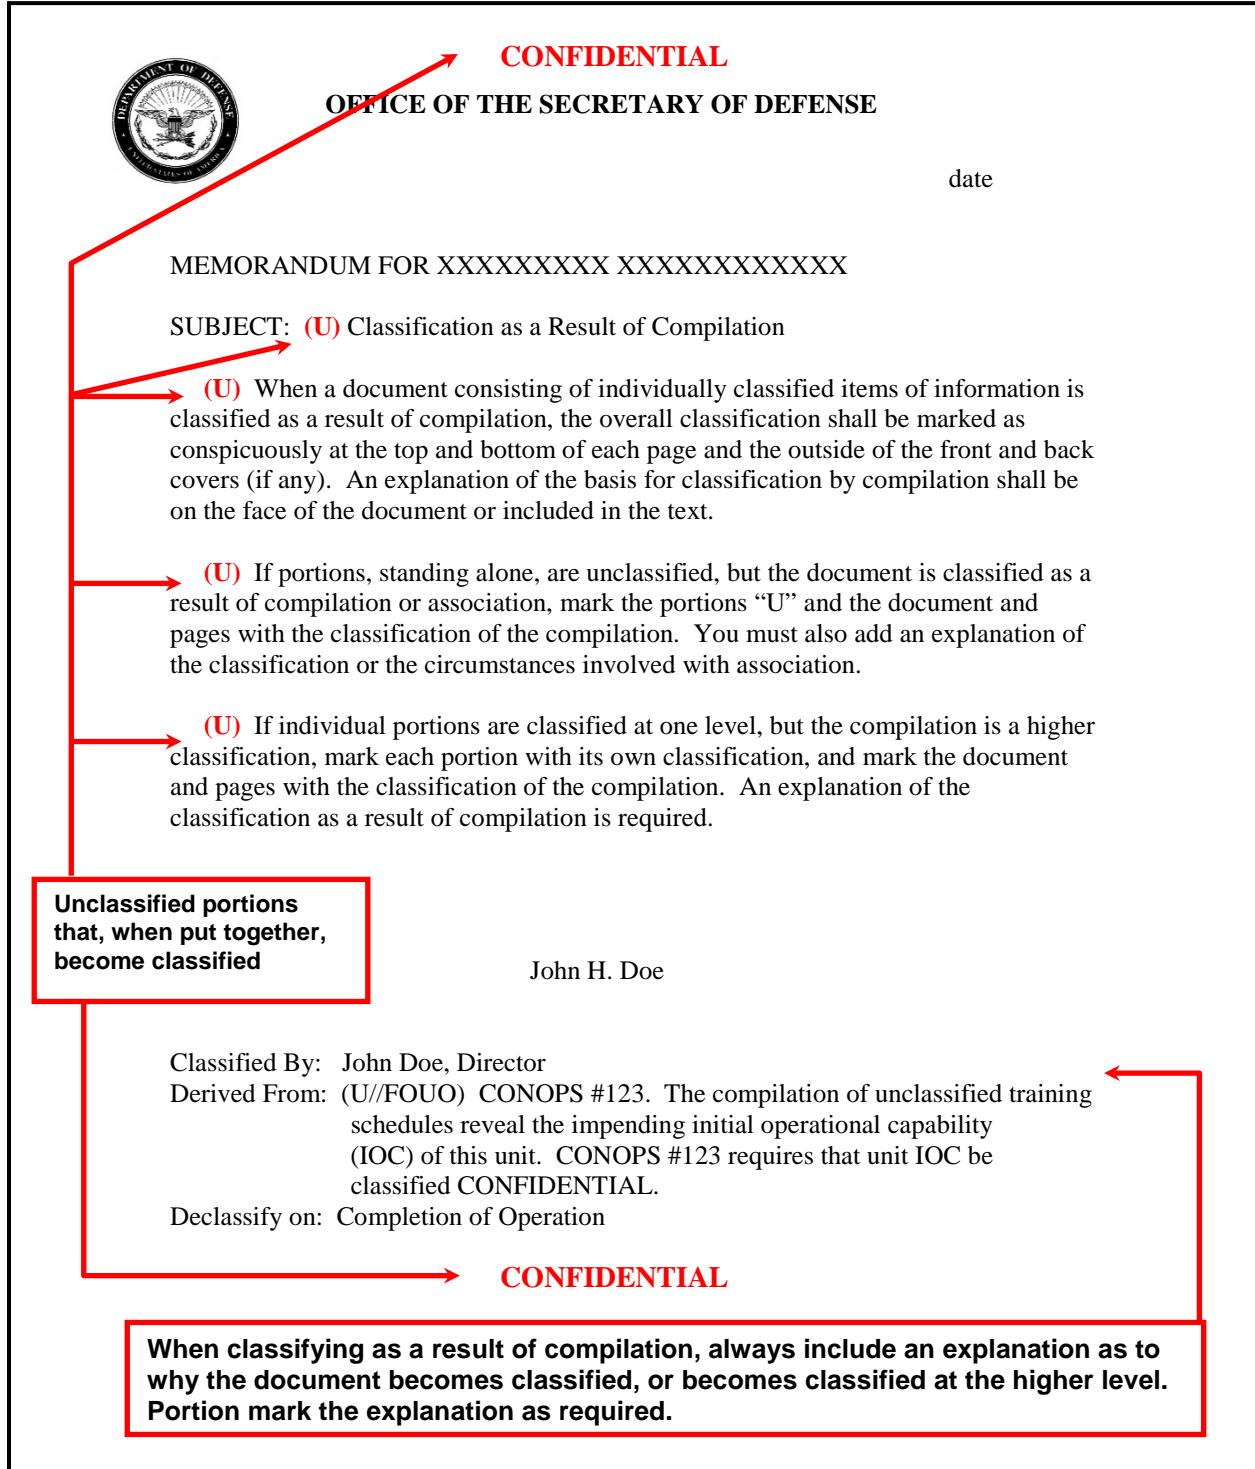 CONFIDENTIAL
DEPARTMENT OF DEFENSE
UNITED STATES OF AMERICA
OFFICE OF THE SECRETARY OF DEFENSE
date
MEMORANDUM FOR XXXXXXXXX XXXXXXXXXXXX
SUBJECT: (U) Classification as a Result of Compilation
(U) When a document consisting of individually classified items of information is
classified as a result of compilation, the overall classification shall be marked as
conspicuously at the top and bottom of each page and the outside of the front and back
covers (if any). An explanation of the basis for classification by compilation shall be
on the face of the document or included in the text.
(U) If portions, standing alone, are unclassified, but the document is classified as a
result of compilation or association, mark the portions “U” and the document and
pages with the classification of the compilation. You must also add an explanation of
the classification or the circumstances involved with association.
(U) If individual portions are classified at one level, but the compilation is a higher
classification, mark each portion with its own classification, and mark the document
and pages with the classification of the compilation. An explanation of the
classification as a result of compilation is required.
Unclassified portions
that, when put together,
become classified
John H. Doe
Classified By: John Doe, Director
Derived From: (U//FOUO) CONOPS #123. The compilation of unclassified training
schedules reveal the impending initial operational capability
(IOC) of this unit. CONOPS #123 requires that unit IOC be
classified CONFIDENTIAL.
Declassify on: Completion of Operation
CONFIDENTIAL
When classifying as a result of compilation, always include an explanation as to
why the document becomes classified, or becomes classified at the higher level.
Portion mark the explanation as required.